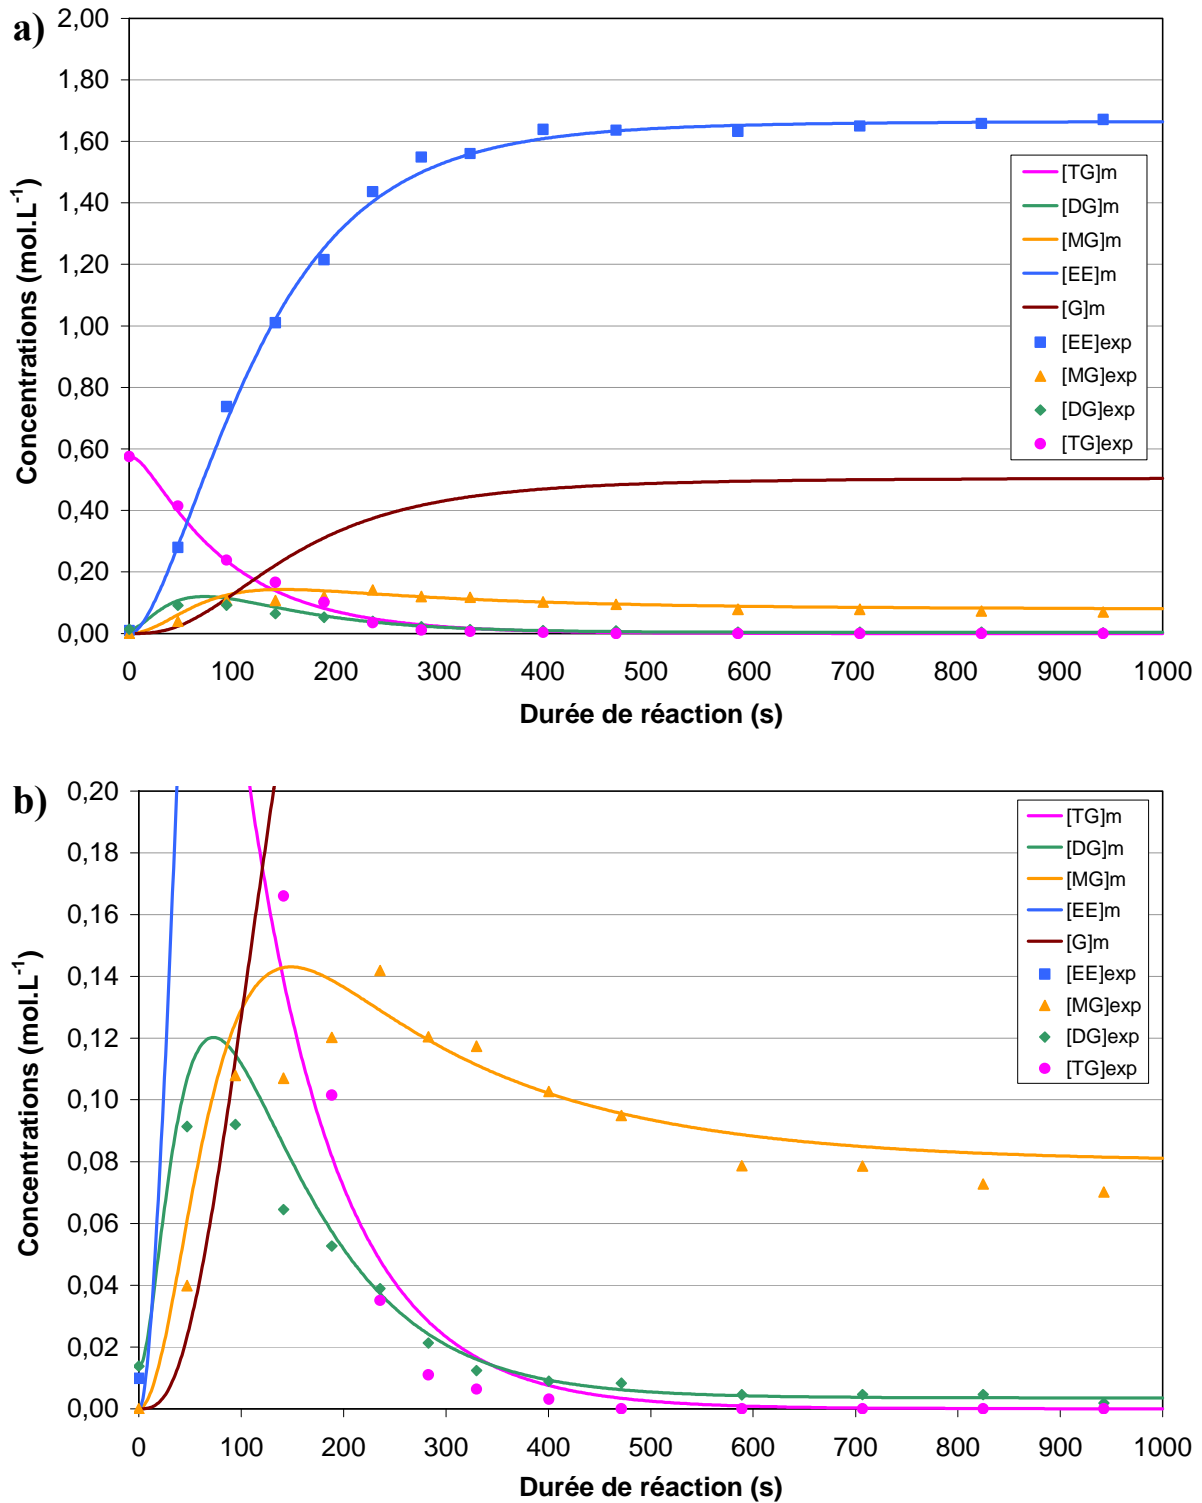 a)
2,00
1,80
1,60
1,40
1,20
1,00
0,80
0,60
0,40
0,20
0,00
Concentrations (mol.L⁻¹)
0 100 200 300 400 500 600 700 800 900 1000
Durée de réaction (s)
[TG]m
[DG]m
[MG]m
[EE]m
[G]m
[EE]exp
[MG]exp
[DG]exp
[TG]exp
b)
0,20
0,18
0,16
0,14
0,12
0,10
0,08
0,06
0,04
0,02
0,00
Concentrations (mol.L⁻¹)
0 100 200 300 400 500 600 700 800 900 1000
Durée de réaction (s)
[TG]m
[DG]m
[MG]m
[EE]m
[G]m
[EE]exp
[MG]exp
[DG]exp
[TG]exp